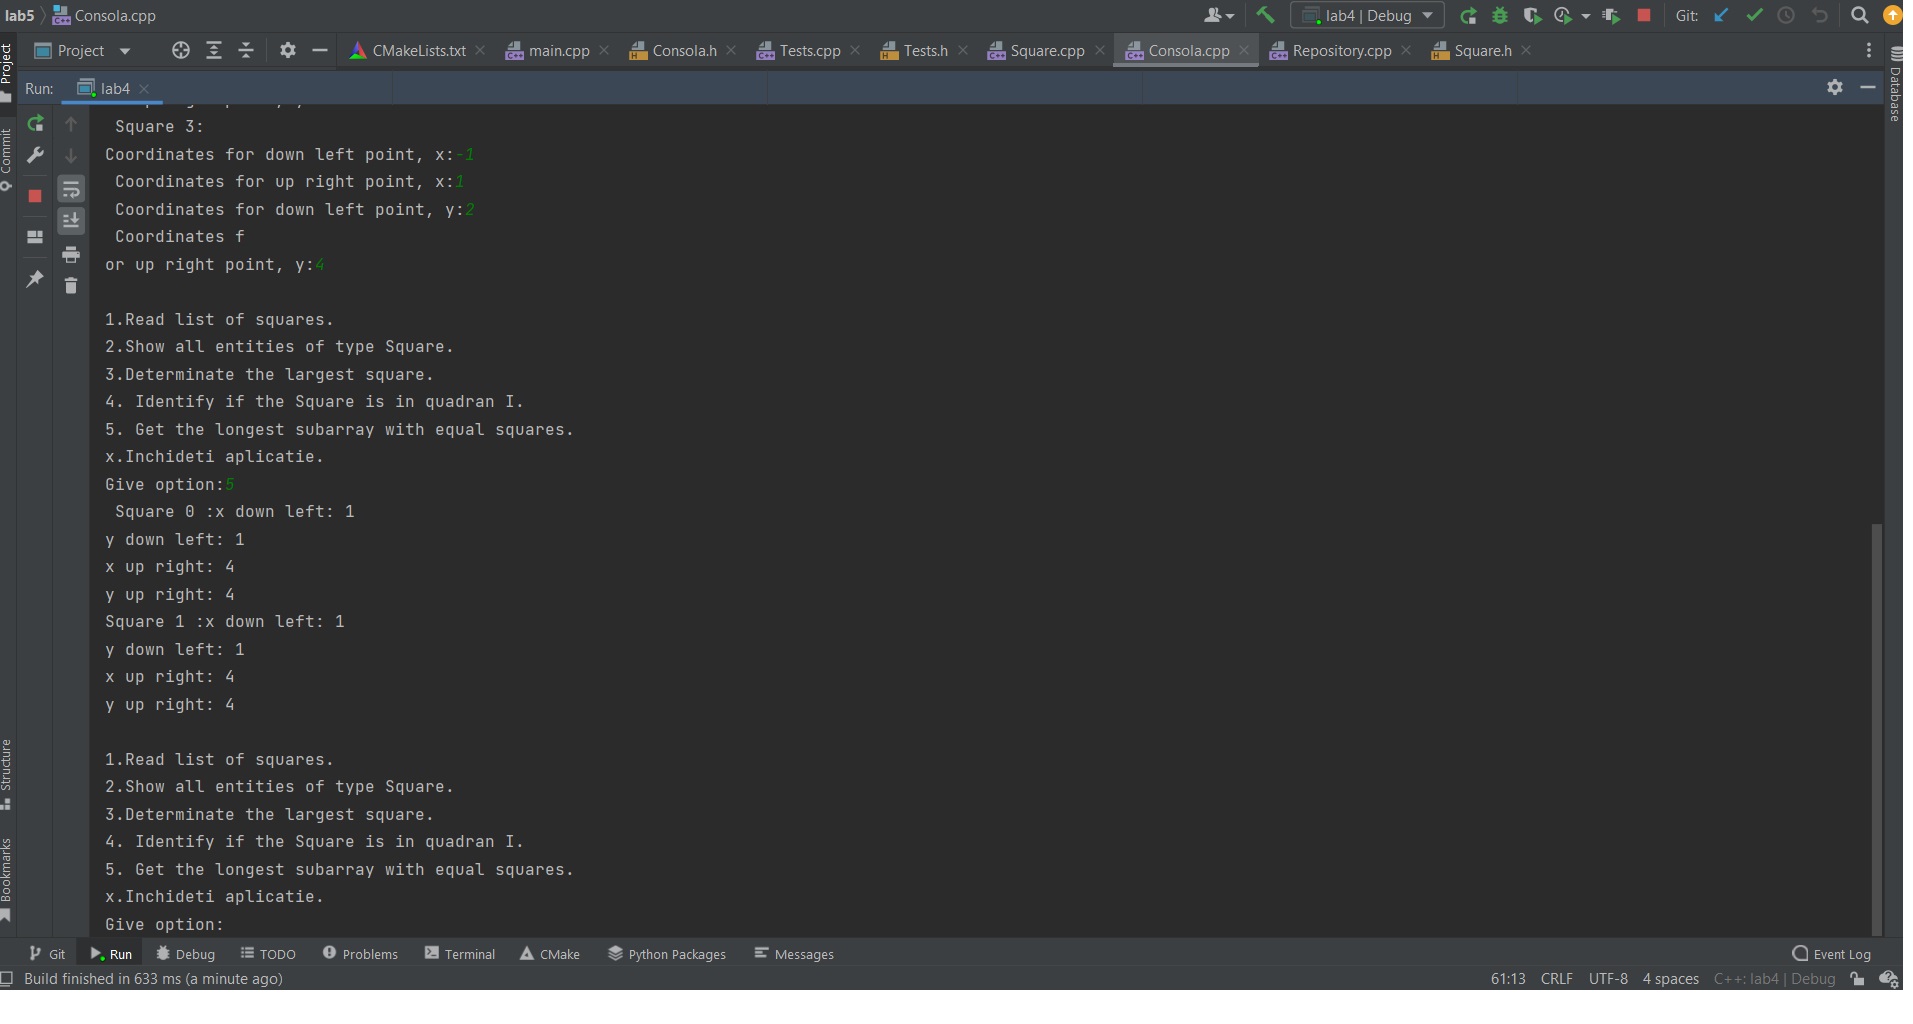 lab5 Consola.cpp lab4 | Debug Git:
Project CMakeLists.txt main.cpp Consola.h Tests.cpp Tests.h Square.cpp Consola.cpp Repository.cpp Square.h
Run: lab4
Project
Commit
Structure
Bookmarks
Database
Square 3:
Coordinates for down left point, x:-1
Coordinates for up right point, x:1
Coordinates for down left point, y:2
Coordinates f
or up right point, y:4
1.Read list of squares.
2.Show all entities of type Square.
3.Determinate the largest square.
4. Identify if the Square is in quadran I.
5. Get the longest subarray with equal squares.
x.Inchideti aplicatie.
Give option:5
Square 0 :x down left: 1
y down left: 1
x up right: 4
y up right: 4
Square 1 :x down left: 1
y down left: 1
x up right: 4
y up right: 4
1.Read list of squares.
2.Show all entities of type Square.
3.Determinate the largest square.
4. Identify if the Square is in quadran I.
5. Get the longest subarray with equal squares.
x.Inchideti aplicatie.
Give option:
Git Run Debug TODO Problems Terminal CMake Python Packages Messages Event Log
Build finished in 633 ms (a minute ago) 61:13 CRLF UTF-8 4 spaces C++: lab4 | Debug